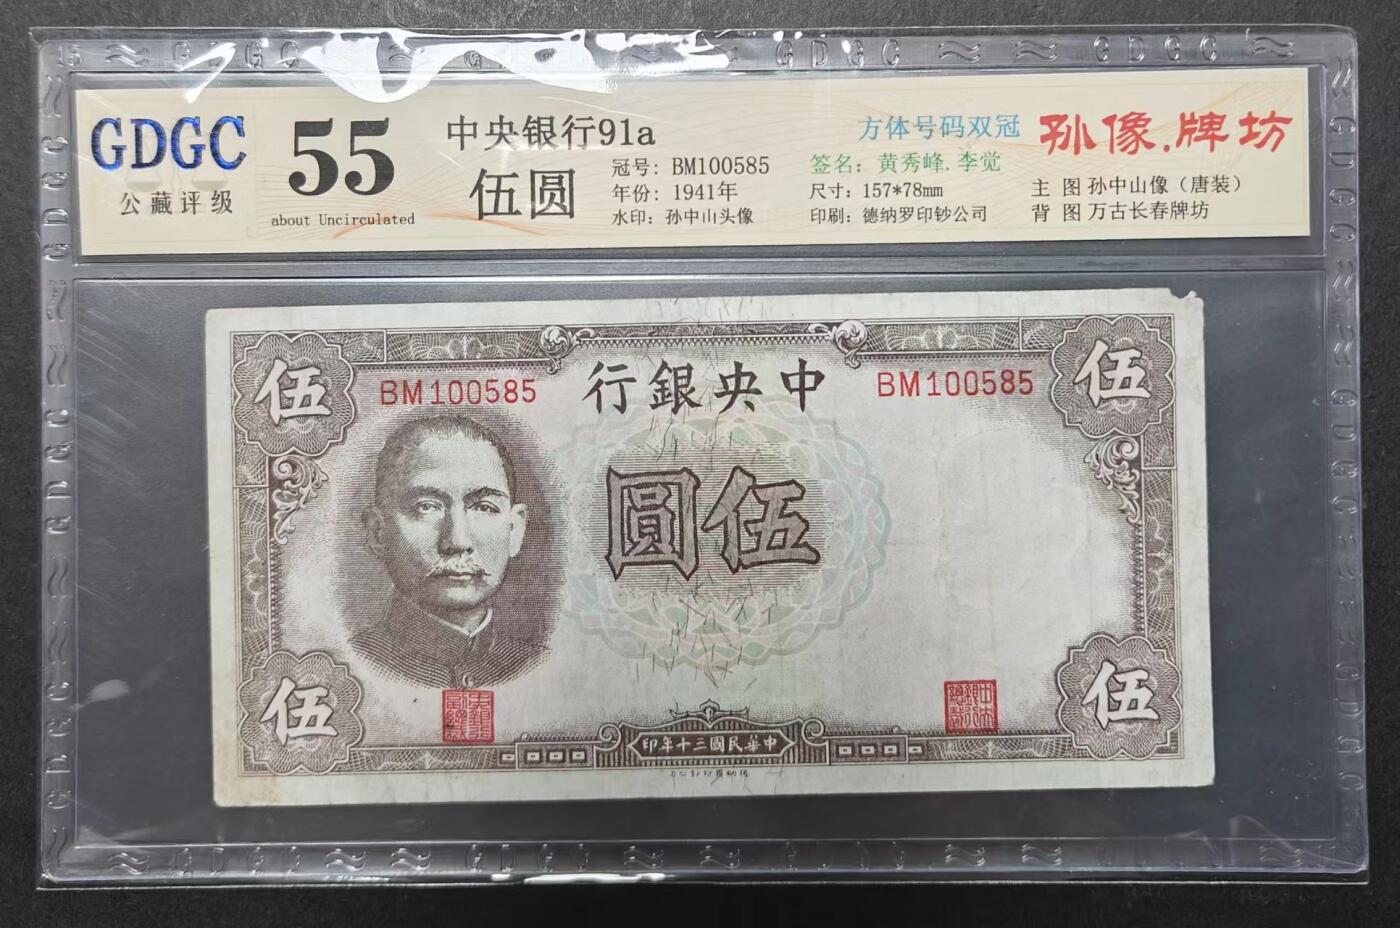 GDGC
公藏评级
55
about Uncirculated
中央银行91a
伍圆
冠号: BM100585
年份: 1941年
水印: 孙中山头像
方体号码双冠
签名: 黄秀峰.李觉
尺寸: 157*78mm
印刷: 德纳罗印钞公司
孙像.牌坊
主 图 孙中山像（唐装）
背 图 万古长春牌坊
伍
BM100585
行銀央中
BM100585
伍
圓伍
伍
印年十三國民華中
伍